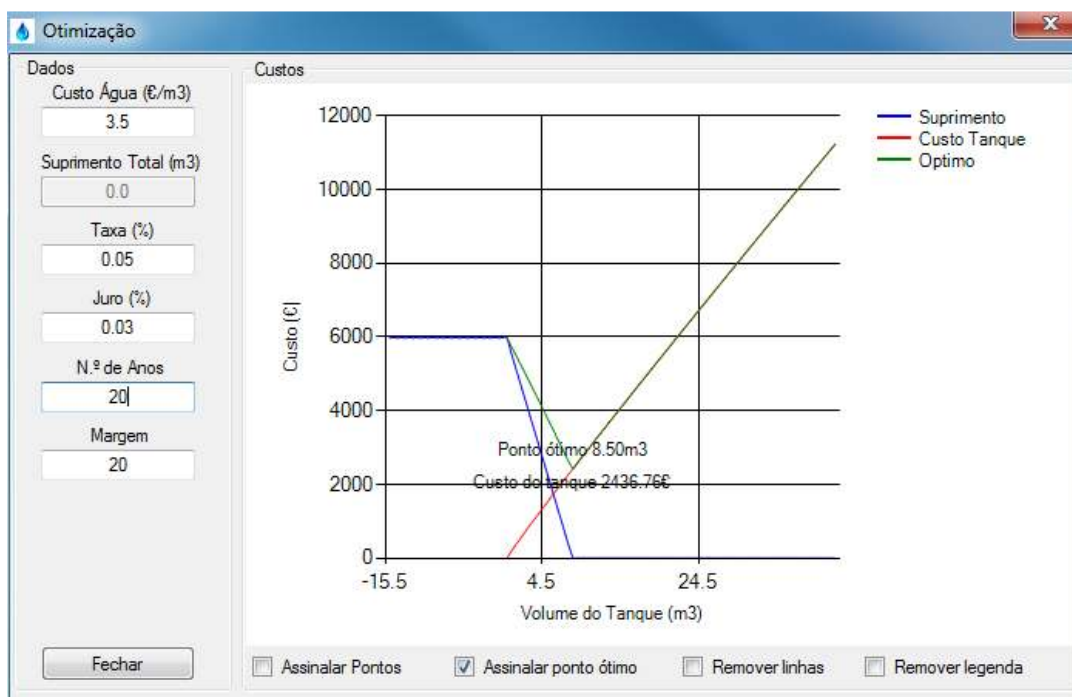 Otimização
Dados
Custo Água (€/m3)
3.5
Suprimento Total (m3)
0.0
Taxa (%)
0.05
Juro (%)
0.03
N.º de Anos
20
Margem
20
Fechar
Custos
12000
10000
8000
6000
4000
2000
0
Custo (€)
-15.5
4.5
24.5
Volume do Tanque (m3)
Ponto ótimo 8.50m3
Custo do tanque 2436.76€
Suprimento
Custo Tanque
Optimo
Assinalar Pontos
Assinalar ponto ótimo
Remover linhas
Remover legenda